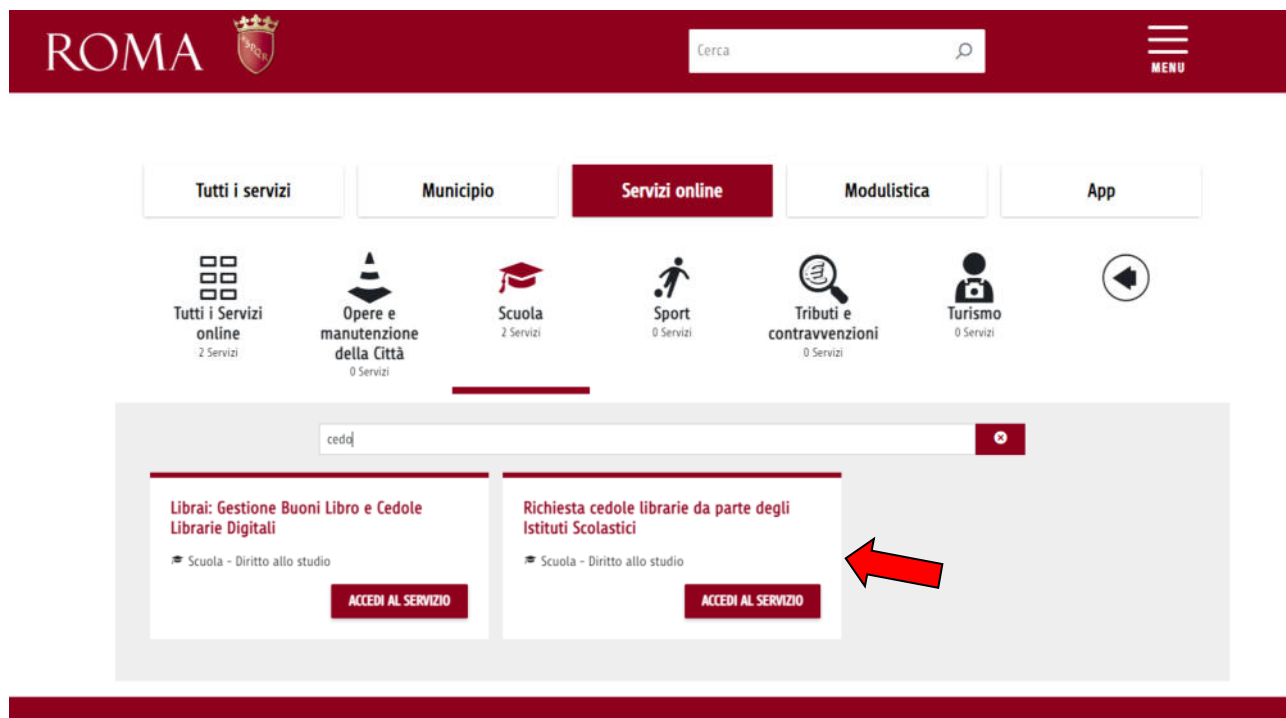 ROMA
SPQR
Cerca
MENU
Tutti i servizi
Municipio
Servizi online
Modulistica
App
Tutti i Servizi
online
2 Servizi
Opere e
manutenzione
della Città
0 Servizi
Scuola
2 Servizi
Sport
0 Servizi
Tributi e
contravvenzioni
0 Servizi
Turismo
0 Servizi
cedo
Librai: Gestione Buoni Libro e Cedole
Librarie Digitali
Scuola - Diritto allo studio
ACCEDI AL SERVIZIO
Richiesta cedole librarie da parte degli
Istituti Scolastici
Scuola - Diritto allo studio
ACCEDI AL SERVIZIO